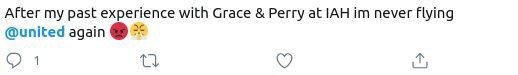 After my past experience with Grace & Perry at IAH im never flying
@united again 😡😤
1